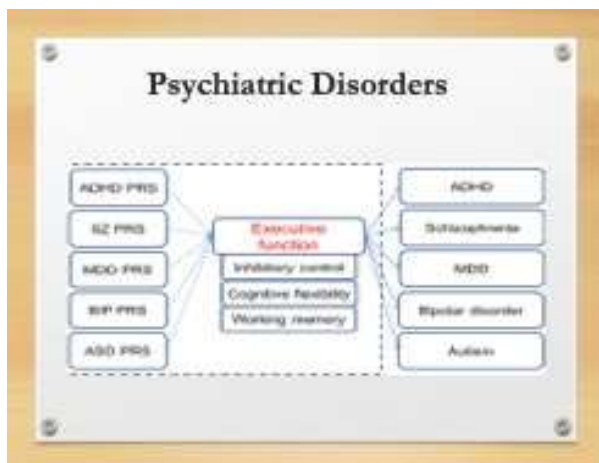 Psychiatric Disorders
ADHD PRS
SZ PRS
MDD PRS
BIP PRS
ASD PRS
Executive
function
Inhibitory control
Cognitive flexibility
Working memory
ADHD
Schizophrenia
MDD
Bipolar disorder
Autism